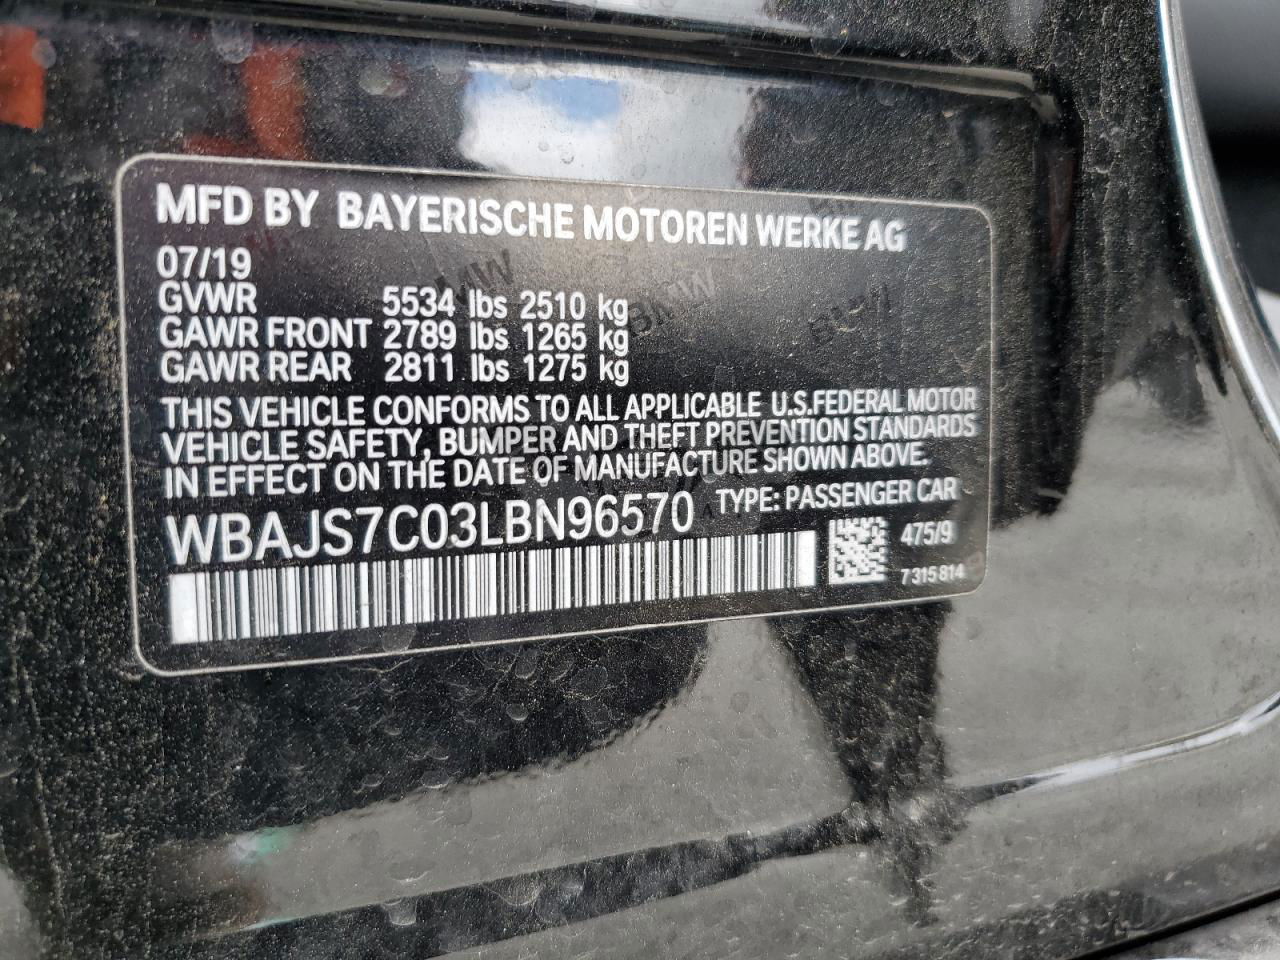 MFD BY BAYERISCHE MOTOREN WERKE AG
07/19
GVWR 5534 lbs 2510 kg
GAWR FRONT 2789 lbs 1265 kg
GAWR REAR 2811 lbs 1275 kg
THIS VEHICLE CONFORMS TO ALL APPLICABLE U.S.FEDERAL MOTOR
VEHICLE SAFETY, BUMPER AND THEFT PREVENTION STANDARDS
IN EFFECT ON THE DATE OF MANUFACTURE SHOWN ABOVE.
WBAJS7C03LBN96570 TYPE: PASSENGER CAR
475/9
7 315 814
BMW
BMW
BMW